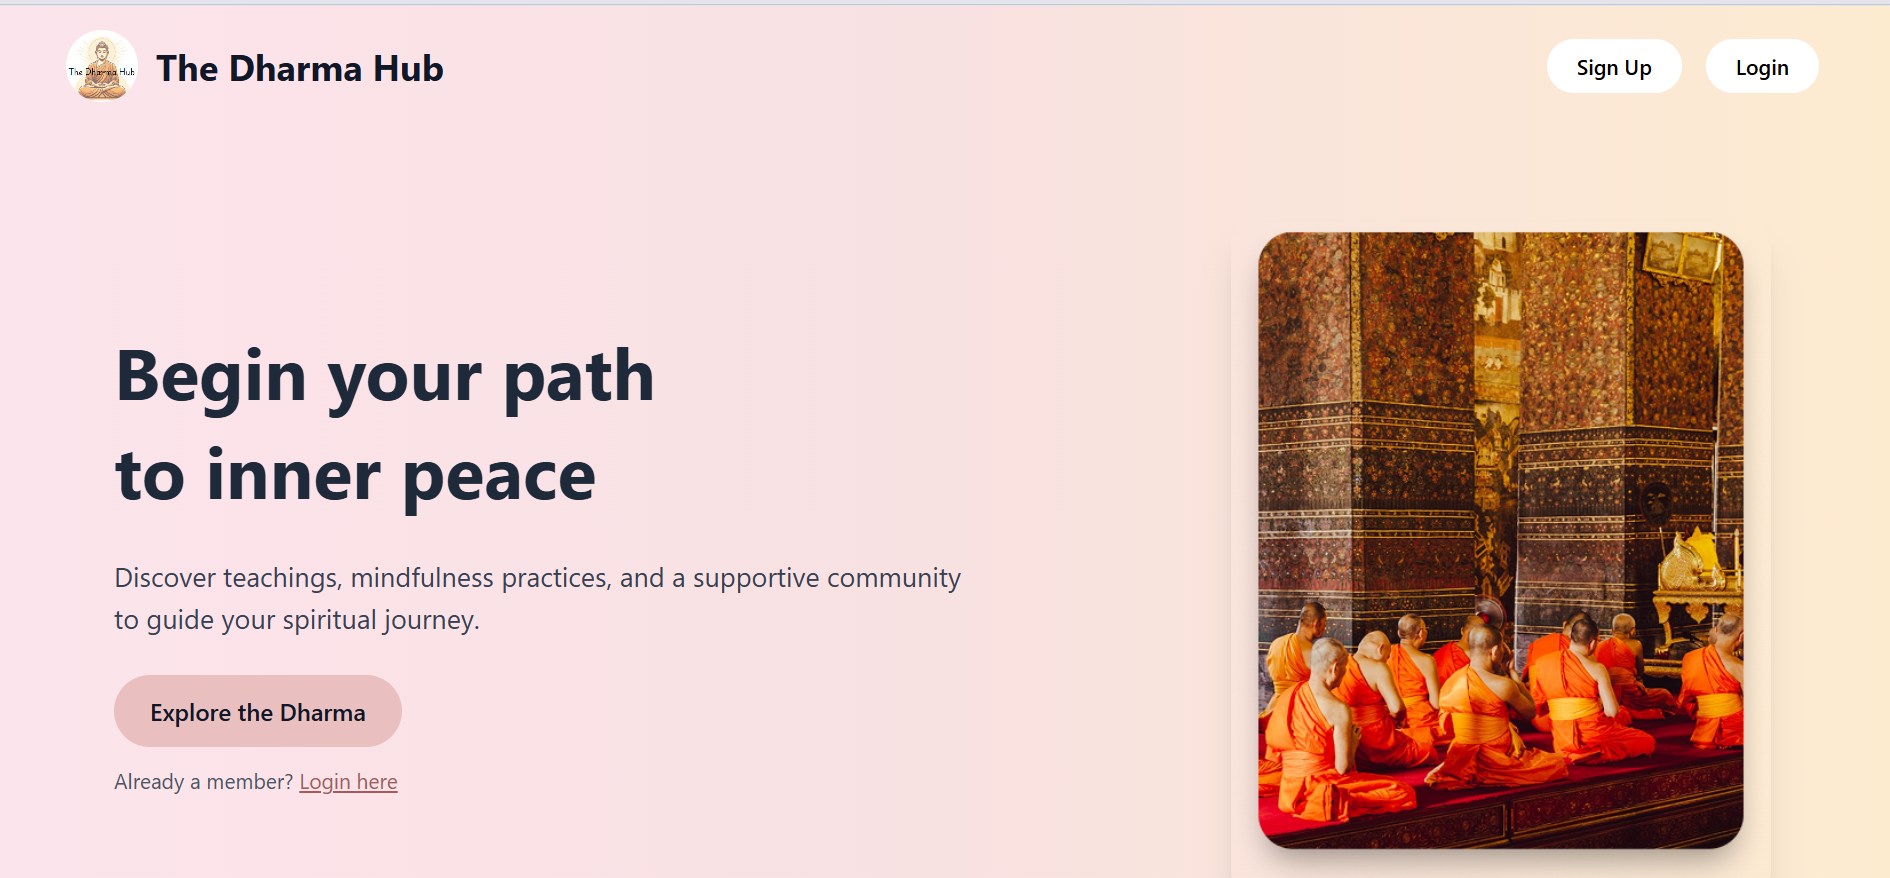 The Dharma Hub
The Dharma Hub
Sign Up
Login
Begin your path
to inner peace
Discover teachings, mindfulness practices, and a supportive community
to guide your spiritual journey.
Explore the Dharma
Already a member? Login here